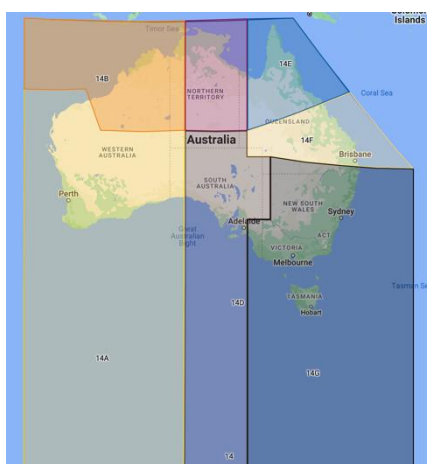 Solomon
Islands
Timor Sea
14B
14E
NORTHERN
TERRITORY
Coral Sea
QUEENSLAND
14F
Australia
WESTERN
AUSTRALIA
Brisbane
SOUTH
AUSTRALIA
Perth
NEW SOUTH
WALES
Sydney
Adelaide
Great
Australian
Bight
ACT
VICTORIA
Melbourne
Tasman Se
TASMANIA
14D
Hobart
14A
14G
14